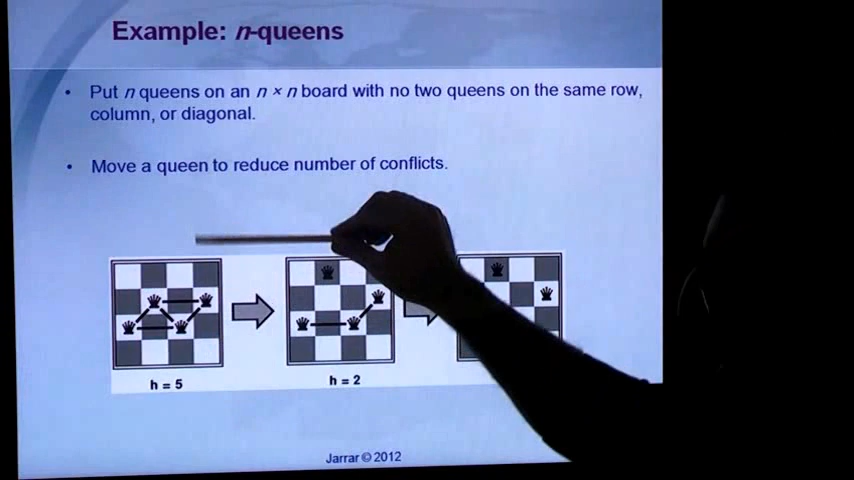 Example: n-queens
• Put n queens on an n × n board with no two queens on the same row,
column, or diagonal.
• Move a queen to reduce number of conflicts.
h = 5
h = 2
Jarrar © 2012